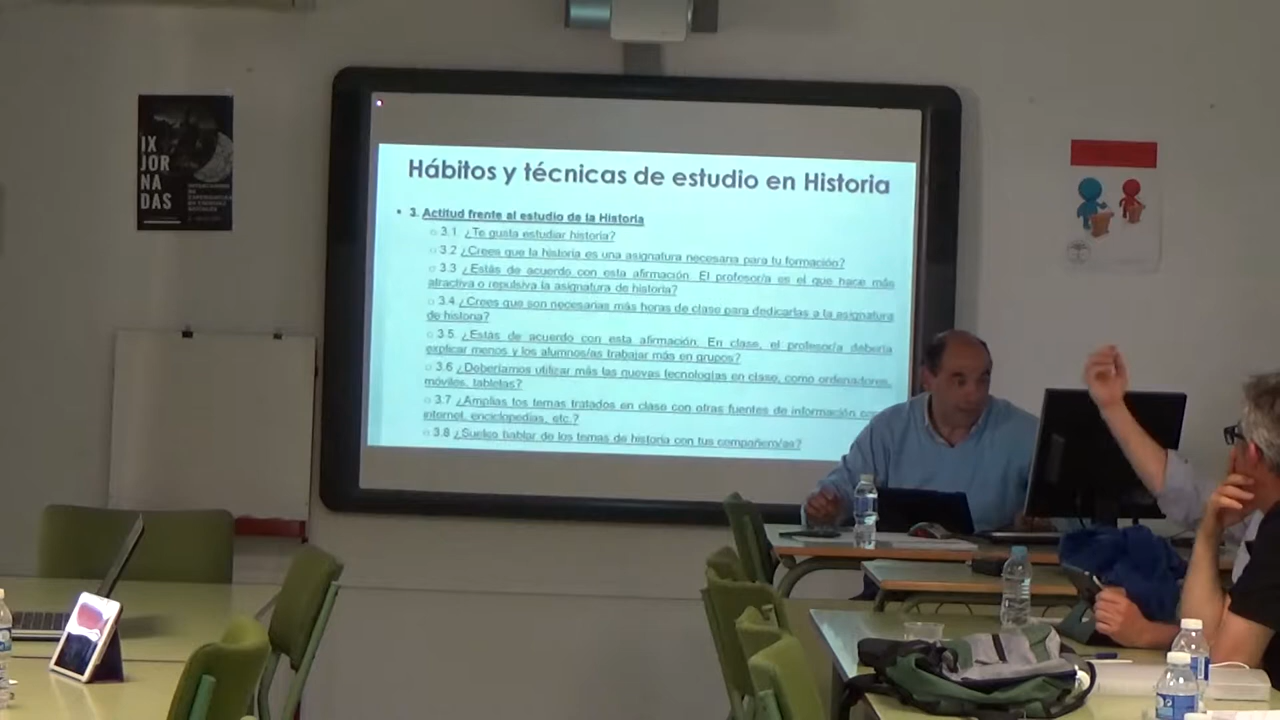 IX
JOR
NA
DAS
Hábitos y técnicas de estudio en Historia
• 3. Actitud frente al estudio de la Historia
○ 3.1 ¿Te gusta estudiar historia?
○ 3.2 ¿Crees que la historia es una asignatura necesaria para tu formación?
○ 3.3 ¿Estás de acuerdo con esta afirmación. El profesor/a es el que hace más
atractiva o repulsiva la asignatura de historia?
○ 3.4 ¿Crees que son necesarias más horas de clase para dedicarlas a la asignatura
de historia?
○ 3.5 ¿Estás de acuerdo con esta afirmación. En clase, el profesor/a debería
explicar menos y los alumnos/as trabajar más en grupos?
○ 3.6 ¿Deberíamos utilizar más las nuevas tecnologías en clase, como ordenadores,
móviles, tabletas?
○ 3.7 ¿Amplías los temas tratados en clase con otras fuentes de información
internet, enciclopedias, etc.?
○ 3.8 ¿Sueles hablar de los temas de historia con tus compañero/as?